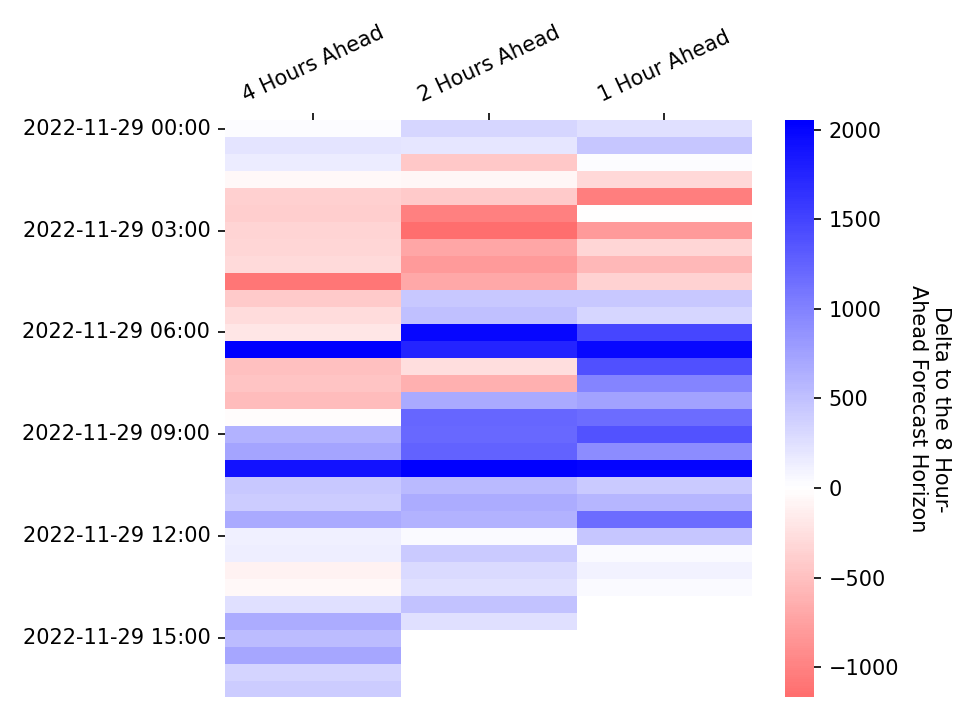 4 Hours Ahead
2 Hours Ahead
1 Hour Ahead
2022-11-29 00:00
2022-11-29 03:00
2022-11-29 06:00
2022-11-29 09:00
2022-11-29 12:00
2022-11-29 15:00
2000
1500
1000
500
0
−500
−1000
Delta to the 8 Hour-
Ahead Forecast Horizon